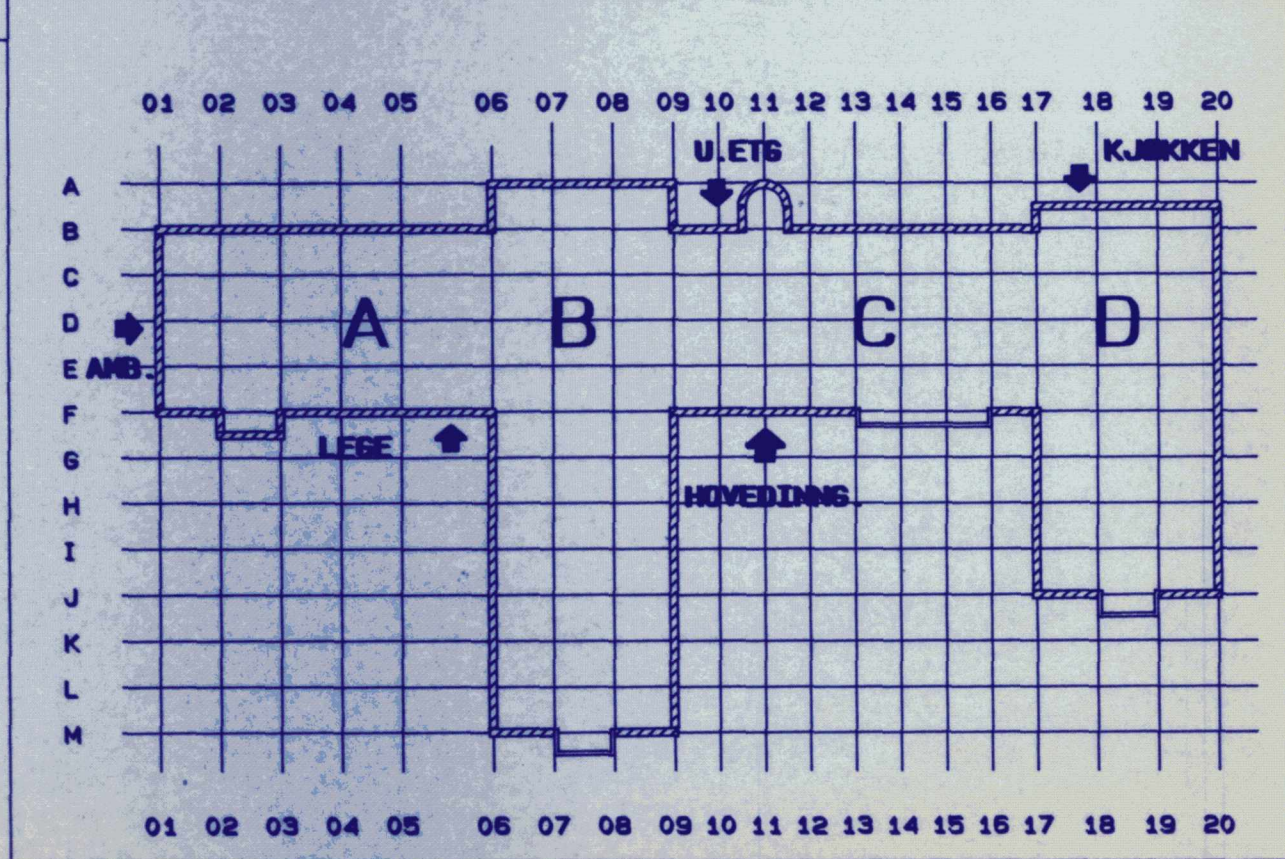 01 02 03 04 05 06 07 08 09 10 11 12 13 14 15 16 17 18 19 20
U.ETG KJØKKEN
A
B
C
D A B C D
E AMB.
F
LEGE
G
H HOVEDINNG.
I
J
K
L
M
01 02 03 04 05 06 07 08 09 10 11 12 13 14 15 16 17 18 19 20